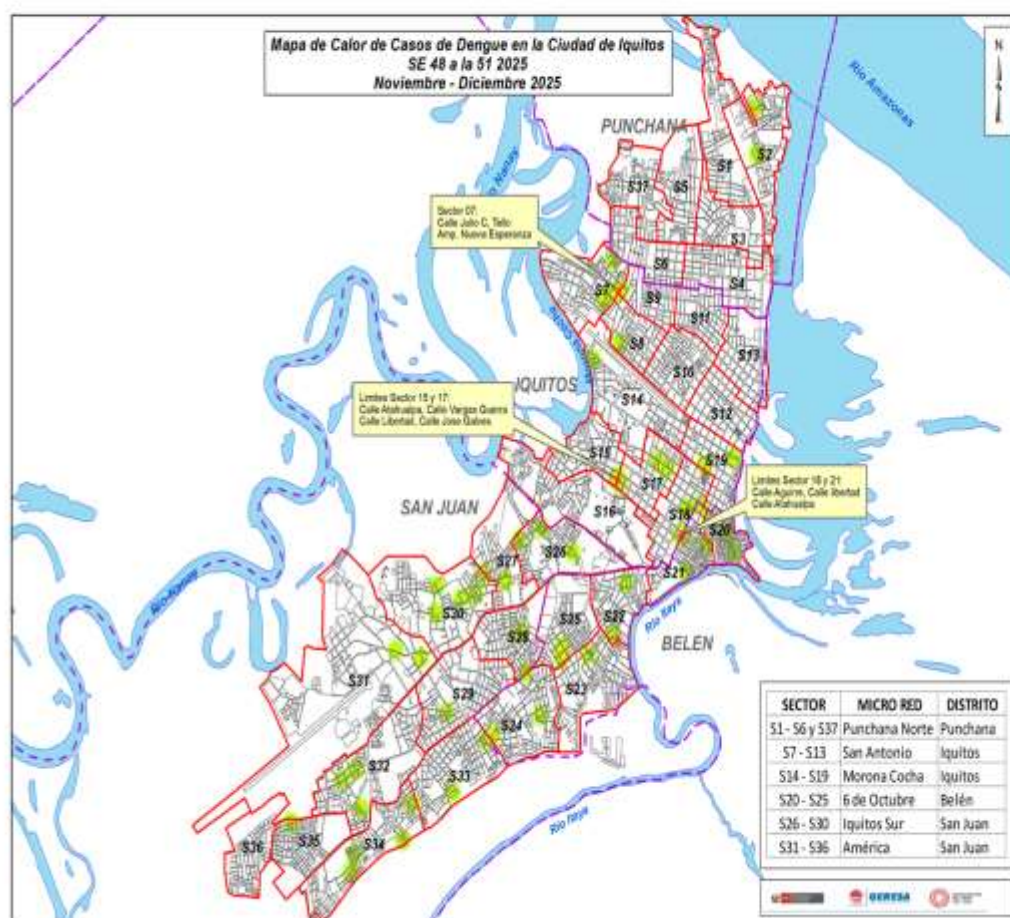 Mapa de Calor de Casos de Dengue en la Ciudad de Iquitos
SE 48 a la 51 2025
Noviembre - Diciembre 2025
N
Río Amazonas
PUNCHANA
S2
S1
S37
S5
Río Nanay
Sector 07:
Calle Julio C, Tello
Amp. Nueva Esperanza
S3
S6
S4
S7
S9
S11
S8
S13
S10
IQUITOS
S14
S12
Limites Sector 15 y 17:
Calle Atahualpa, Calle Vargas Guerra
Calle Libertad, Calle Jose Galvez
S15
S19
S17
Limites Sector 18 y 21:
Calle Aguirre, Calle libertad
Calle Atahualpa
SAN JUAN
S16
S18
S20
S27
S26
S21
Río Nanay
S30
S25
S22
Río Itaya
BELEN
S28
S31
S29
S23
S24
S32
S33
Río Itaya
S36
S35
S34
SECTOR MICRO RED DISTRITO
S1 - S6 y S37 Punchana Norte Punchana
S7 - S13 San Antonio Iquitos
S14 - S19 Morona Cocha Iquitos
S20 - S25 6 de Octubre Belén
S26 - S30 Iquitos Sur San Juan
S31 - S36 América San Juan
GERESA